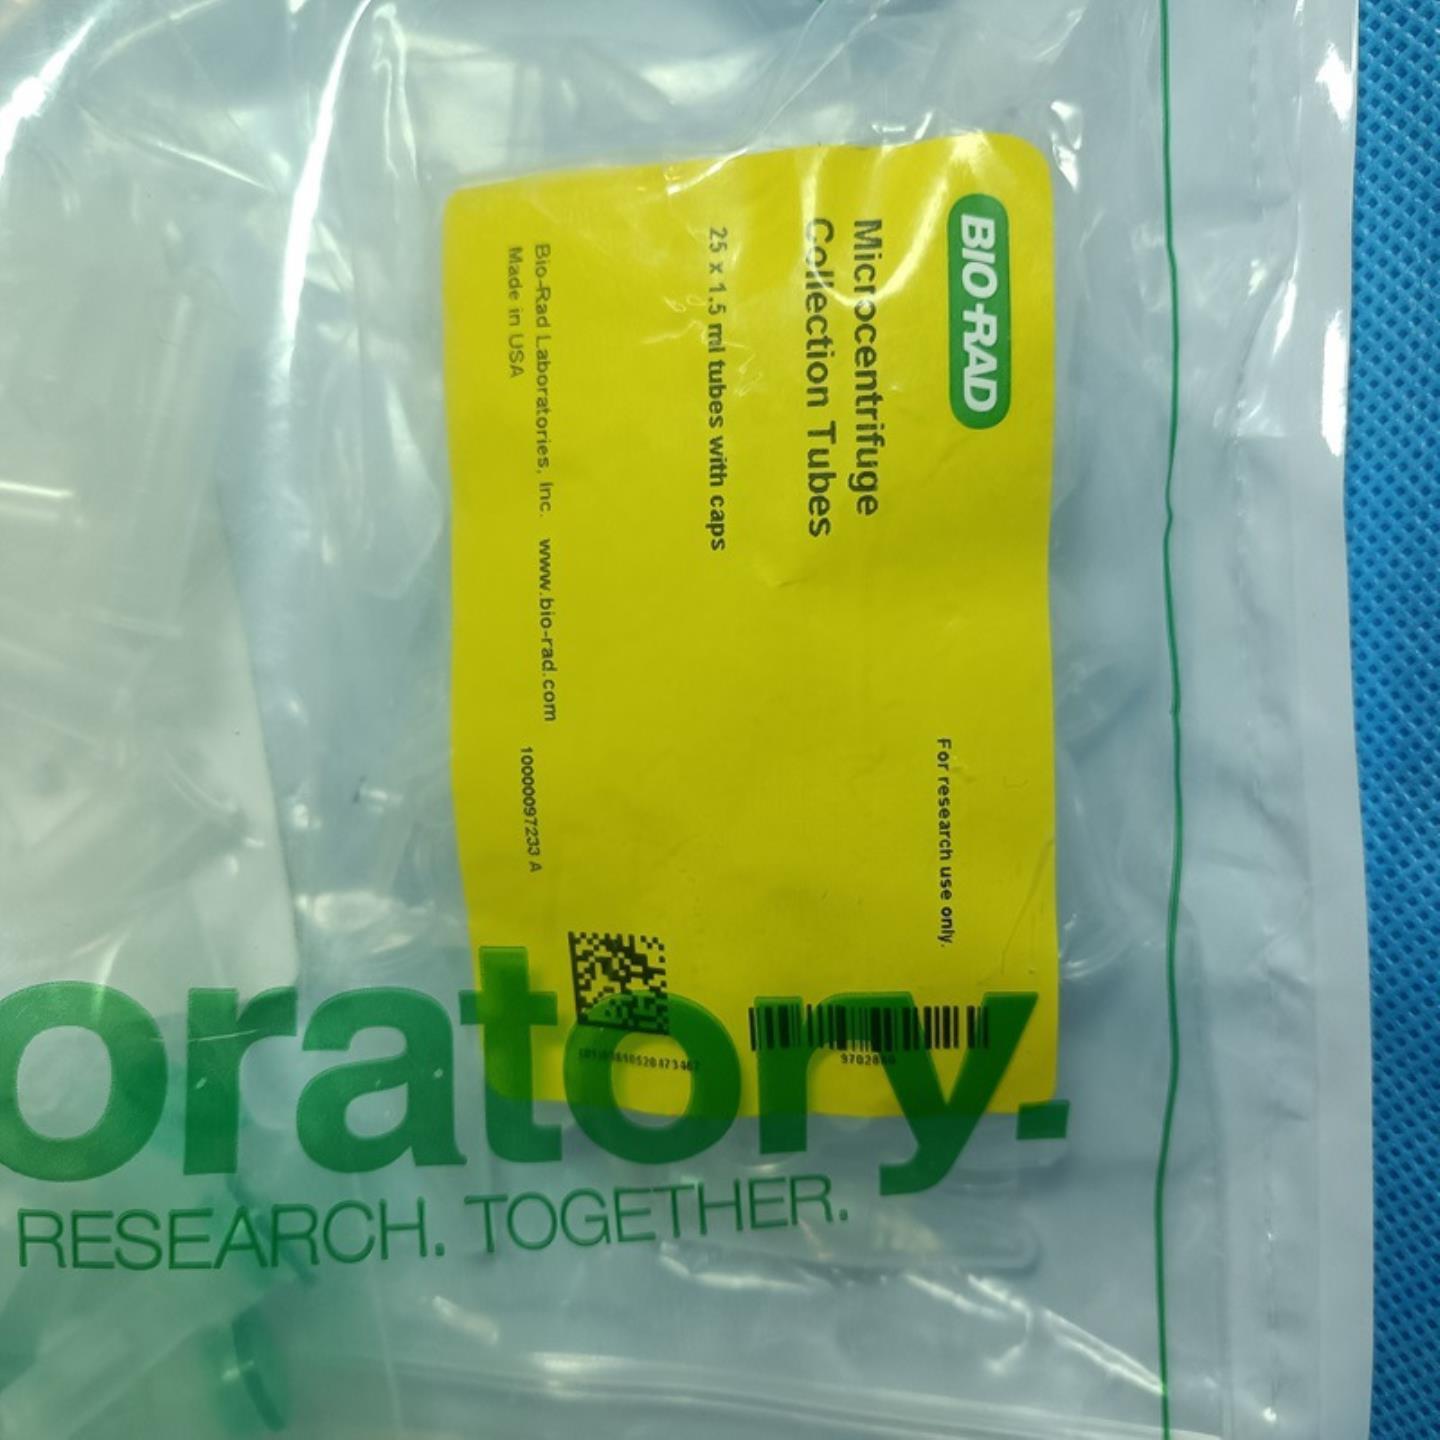 BIO-RAD
Microcentrifuge
Collection Tubes
25 x 1.5 ml tubes with caps
For research use only.
Bio-Rad Laboratories, Inc. www.bio-rad.com
Made in USA
1000097233 A
oratory.
RESEARCH. TOGETHER.